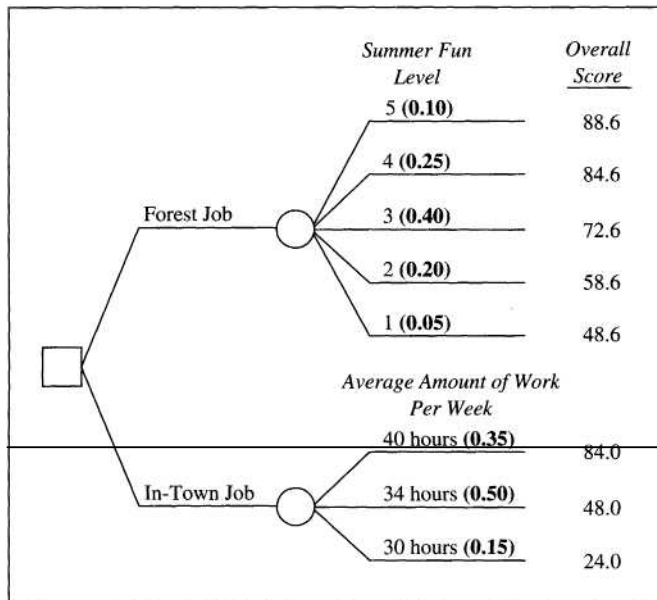 Summer Fun Level
Overall Score
5 (0.10) 88.6
4 (0.25) 84.6
Forest Job
3 (0.40) 72.6
2 (0.20) 58.6
1 (0.05) 48.6
Average Amount of Work
Per Week
40 hours (0.35) 84.0
In-Town Job
34 hours (0.50) 48.0
30 hours (0.15) 24.0